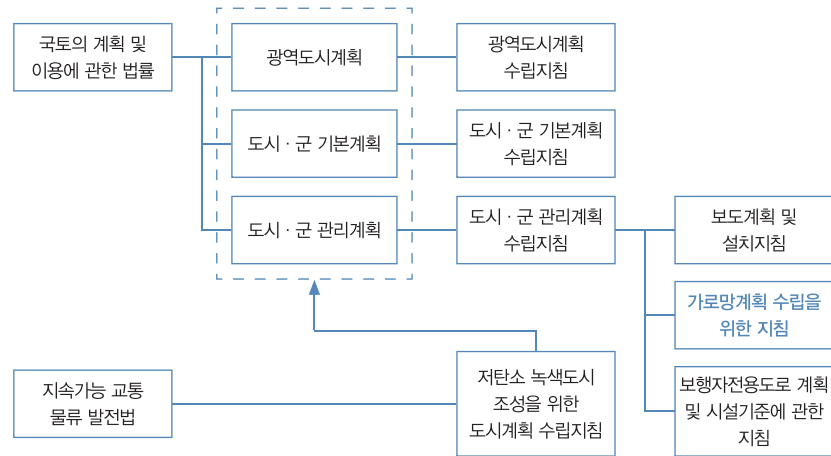 국토의 계획 및
이용에 관한 법률
광역도시계획
광역도시계획
수립지침
도시 · 군 기본계획
도시 · 군 기본계획
수립지침
도시 · 군 관리계획
도시 · 군 관리계획
수립지침
보도계획 및
설치지침
가로망계획 수립을
위한 지침
보행자전용도로 계획
및 시설기준에 관한
지침
지속가능 교통
물류 발전법
저탄소 녹색도시
조성을 위한
도시계획 수립지침